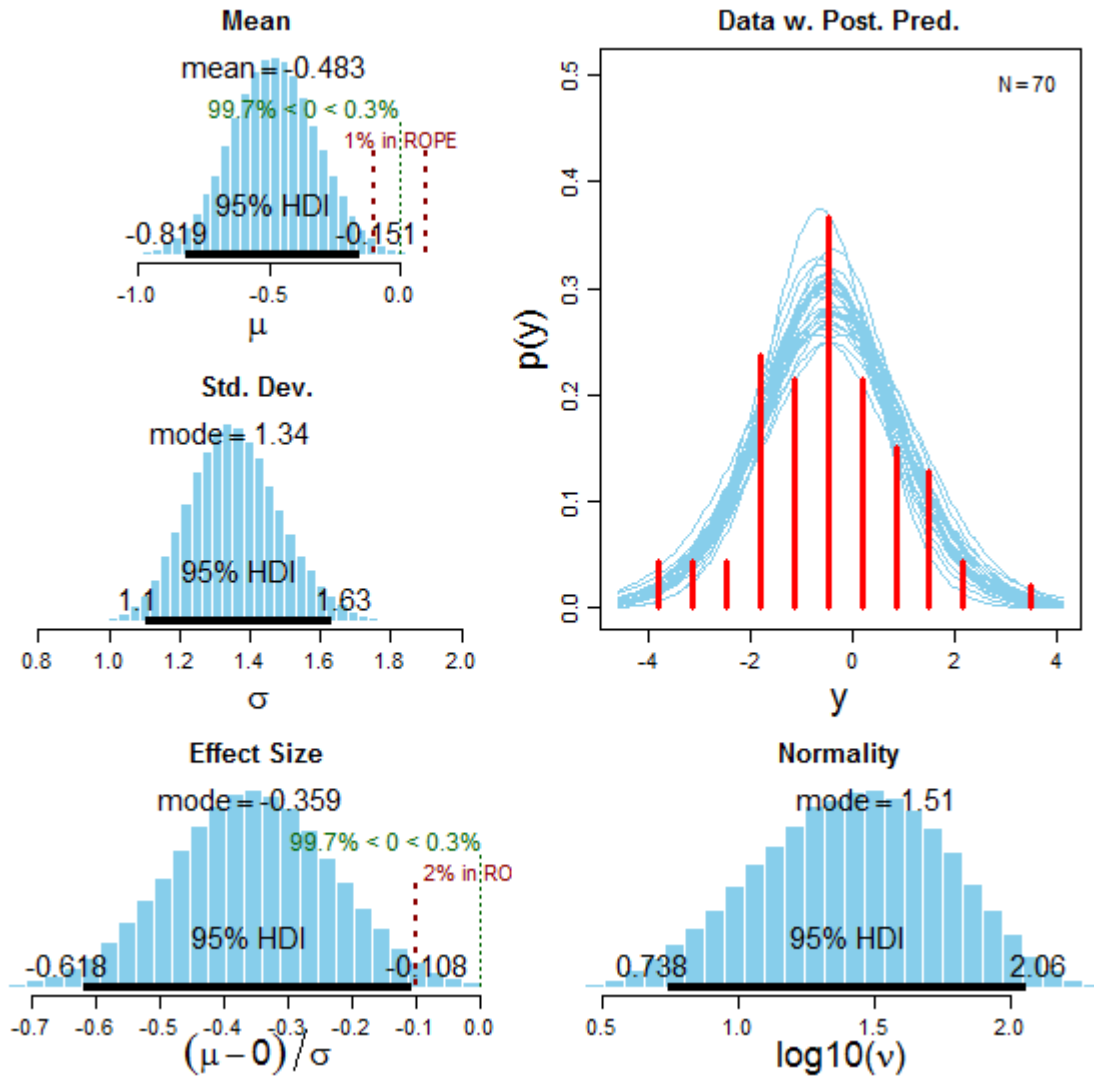 Mean
mean = -0.483
99.7% < 0 < 0.3%
1% in ROPE
95% HDI
-0.819
-0.151
-1.0
-0.5
0.0
μ
Data w. Post. Pred.
N = 70
p(y)
0.5
0.4
0.3
0.2
0.1
0.0
-4
-2
0
2
4
y
Std. Dev.
mode = 1.34
95% HDI
1.1
1.63
0.8
1.0
1.2
1.4
1.6
1.8
2.0
σ
Effect Size
mode = -0.359
99.7% < 0 < 0.3%
2% in RO
95% HDI
-0.618
-0.108
-0.7
-0.6
-0.5
-0.4
-0.3
-0.2
-0.1
0.0
(μ − 0)/σ
Normality
mode = 1.51
95% HDI
0.738
2.06
0.5
1.0
1.5
2.0
log10(ν)